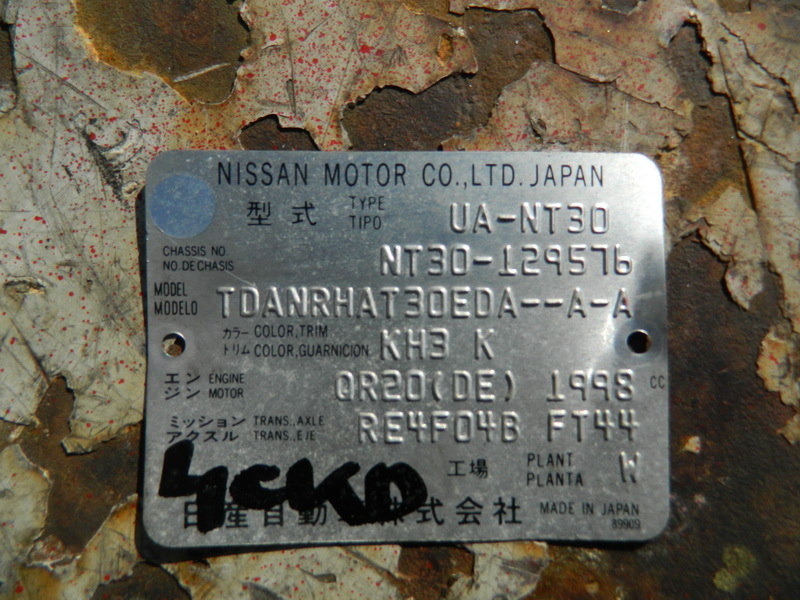 NISSAN MOTOR CO.,LTD. JAPAN
型式 TYPE TIPO UA-NT30
CHASSIS NO. NO.DE CHASIS NT30-129576
MODEL MODELO TDANRHAT30EDA--A-A
カラー COLOR,TRIM
トリム COLOR,GUARNICION KH3 K
エンジン ENGINE MOTOR QR20(DE) 1998 CC
ミッション TRANS.,AXLE
アクスル TRANS.,EJE RE4F04B FT44
工場 PLANT PLANTA W
4CKD
日産自動車株式会社 MADE IN JAPAN
89909